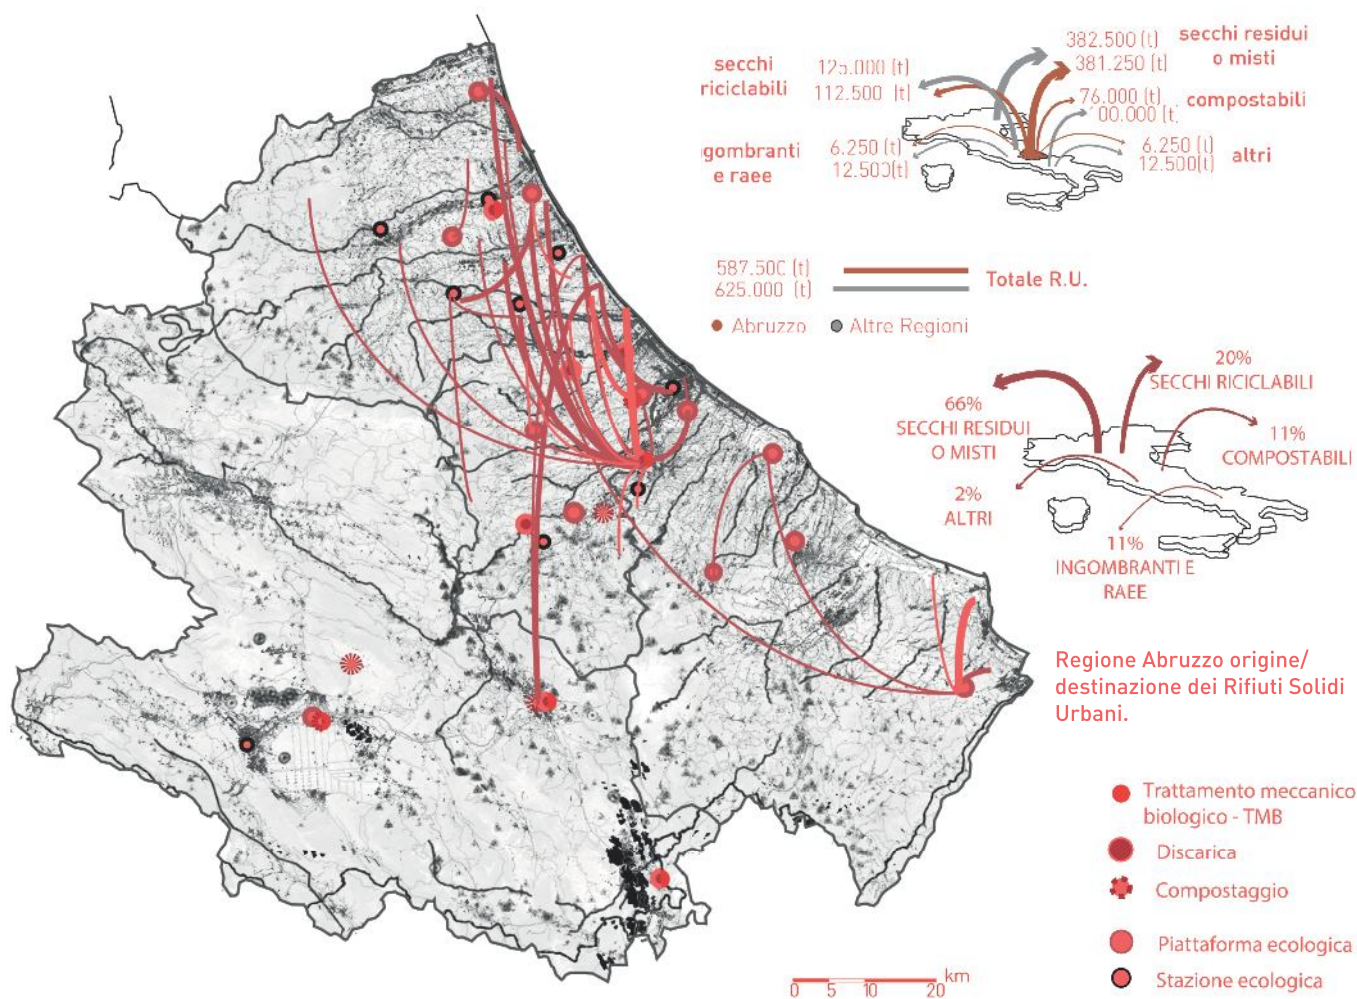 secchi
riciclabili
125.000 (t)
112.500 (t)
382.500 (t)
381.250 (t)
secchi residui
o misti
76.000 (t)
00.000 (t)
compostabili
ngombranti
e raee
6.250 (t)
12.500(t)
6.250 (t)
12.500(t)
altri
587.500 (t)
625.000 (t)
Totale R.U.
Abruzzo
Altre Regioni
20%
SECCHI RICICLABILI
66%
SECCHI RESIDUI
O MISTI
11%
COMPOSTABILI
2%
ALTRI
11%
INGOMBRANTI E
RAEE
Regione Abruzzo origine/
destinazione dei Rifiuti Solidi
Urbani.
Trattamento meccanico
biologico - TMB
Discarica
Compostaggio
Piattaforma ecologica
Stazione ecologica
km
0 5 10 20